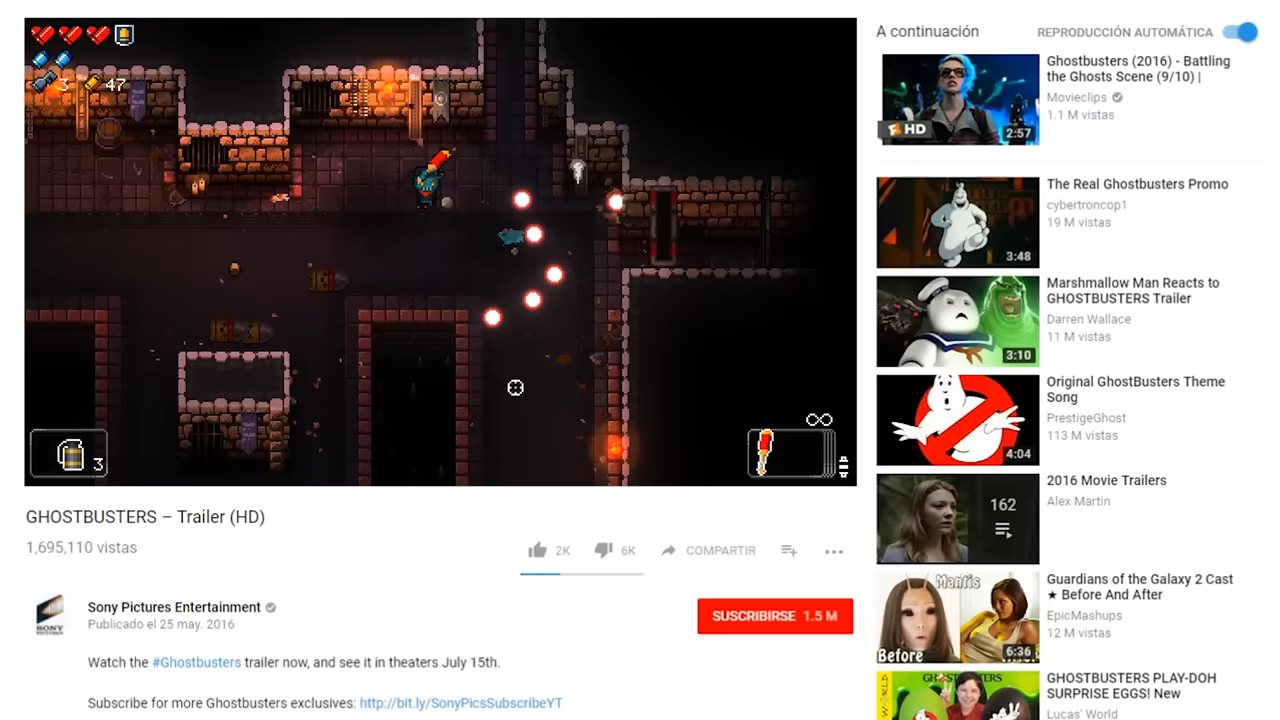 3
47
3
GHOSTBUSTERS – Trailer (HD)
1,695,110 vistas
2K
6K
COMPARTIR
SONY
PICTURES
Sony Pictures Entertainment
Publicado el 25 may. 2016
SUSCRIBIRSE 1.5 M
Watch the #Ghostbusters trailer now, and see it in theaters July 15th.
Subscribe for more Ghostbusters exclusives: http://bit.ly/SonyPicsSubscribeYT
A continuación
REPRODUCCIÓN AUTOMÁTICA
HD
2:57
Ghostbusters (2016) - Battling
the Ghosts Scene (9/10) |
Movieclips
1.1 M vistas
3:48
The Real Ghostbusters Promo
cybertroncop1
19 M vistas
3:10
Marshmallow Man Reacts to
GHOSTBUSTERS Trailer
Darren Wallace
11 M vistas
4:04
Original GhostBusters Theme
Song
PrestigeGhost
113 M vistas
162
2016 Movie Trailers
Alex Martin
Mantis
Before
6:36
Guardians of the Galaxy 2 Cast
★ Before And After
EpicMashups
12 M vistas
GHOSTBUSTERS PLAY-DOH
SURPRISE EGGS! New
Lucas' World